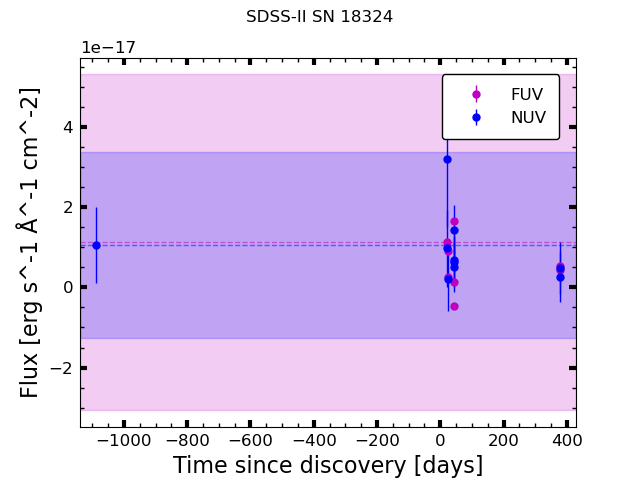 SDSS-II SN 18324
1e−17
FUV
NUV
4
2
0
−2
Flux [erg s^-1 Å^-1 cm^-2]
−1000 −800 −600 −400 −200 0 200 400
Time since discovery [days]